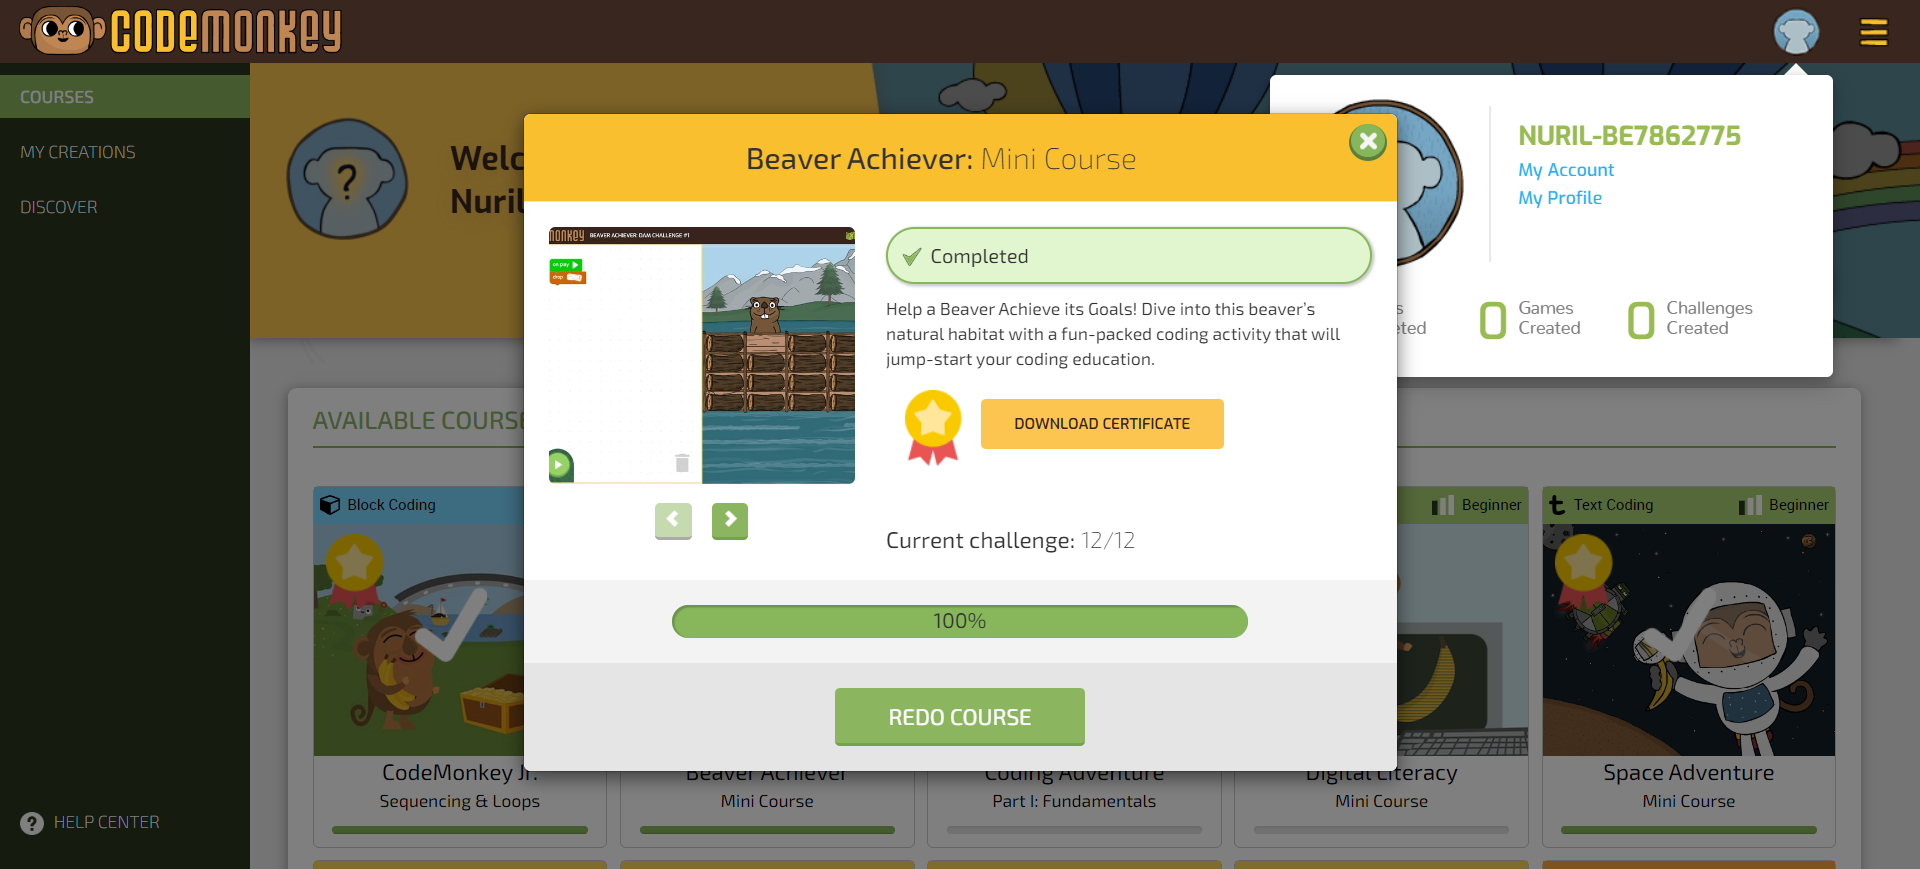 CODEMONKEY
COURSES
MY CREATIONS
DISCOVER
HELP CENTER
Welc
Nuril
NURIL-BE7862775
My Account
My Profile
0 Games Created
0 Challenges Created
Beaver Achiever: Mini Course
monkey BEAVER ACHIEVER: DAM CHALLENGE #1
on play
drop
Completed
Help a Beaver Achieve its Goals! Dive into this beaver’s
natural habitat with a fun-packed coding activity that will
jump-start your coding education.
DOWNLOAD CERTIFICATE
Current challenge: 12/12
100%
REDO COURSE
AVAILABLE COURSE
Block Coding
Beginner
t Text Coding
Beginner
CodeMonkey Jr.
Sequencing & Loops
Beaver Achiever
Mini Course
Coding Adventure
Part I: Fundamentals
Digital Literacy
Mini Course
Space Adventure
Mini Course